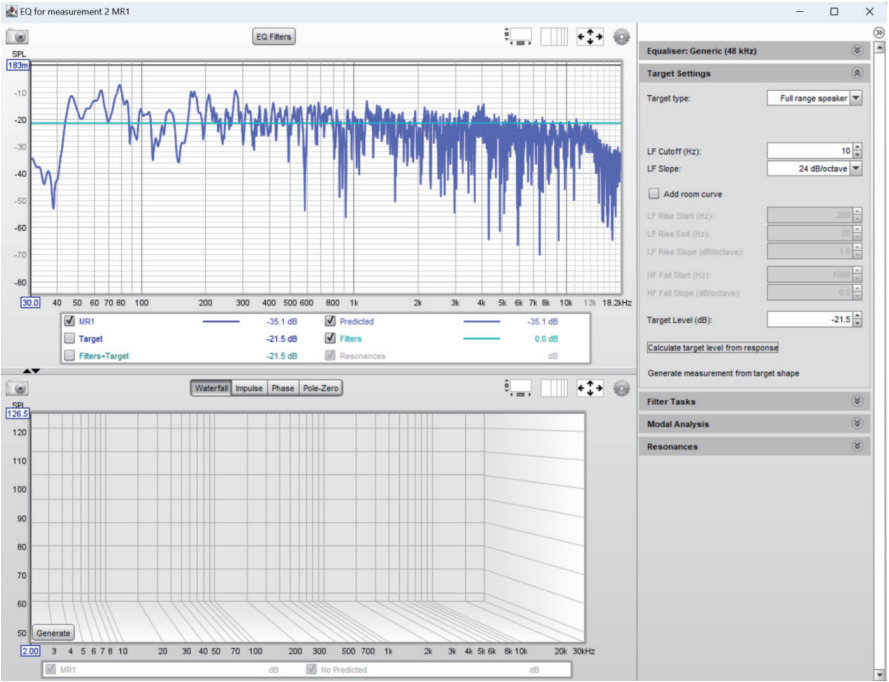 EQ for measurement 2 MR1
EQ Filters
SPL
183m
-10
-20
-30
-40
-50
-60
-70
-80
30.0 40 50 60 70 80 100 200 300 400 500 600 800 1k 2k 3k 4k 5k 6k 7k 8k 10k 13k 18.2kHz
MR1 -35.1 dB Predicted -35.1 dB
Target -21.5 dB Filters 0.0 dB
Filters+Target -21.5 dB Resonances dB
Waterfall Impulse Phase Pole-Zero
SPL
126.5
120
110
100
90
80
70
60
50
Generate
2.00 3 4 5 6 7 8 10 20 30 40 50 70 100 200 300 500 700 1k 2k 3k 4k 5k 6k 8k 10k 20k 30kHz
MR1 dB No Predicted dB
Equaliser: Generic (48 kHz)
Target Settings
Target type: Full range speaker
LF Cutoff (Hz): 10
LF Slope: 24 dB/octave
Add room curve
LF Rise Start (Hz): 200
LF Rise End (Hz): 20
LF Rise Slope (dB/octave): 1.0
HF Fall Start (Hz): 1000
HF Fall Slope (dB/octave): 0.5
Target Level (dB): -21.5
Calculate target level from response
Generate measurement from target shape
Filter Tasks
Modal Analysis
Resonances